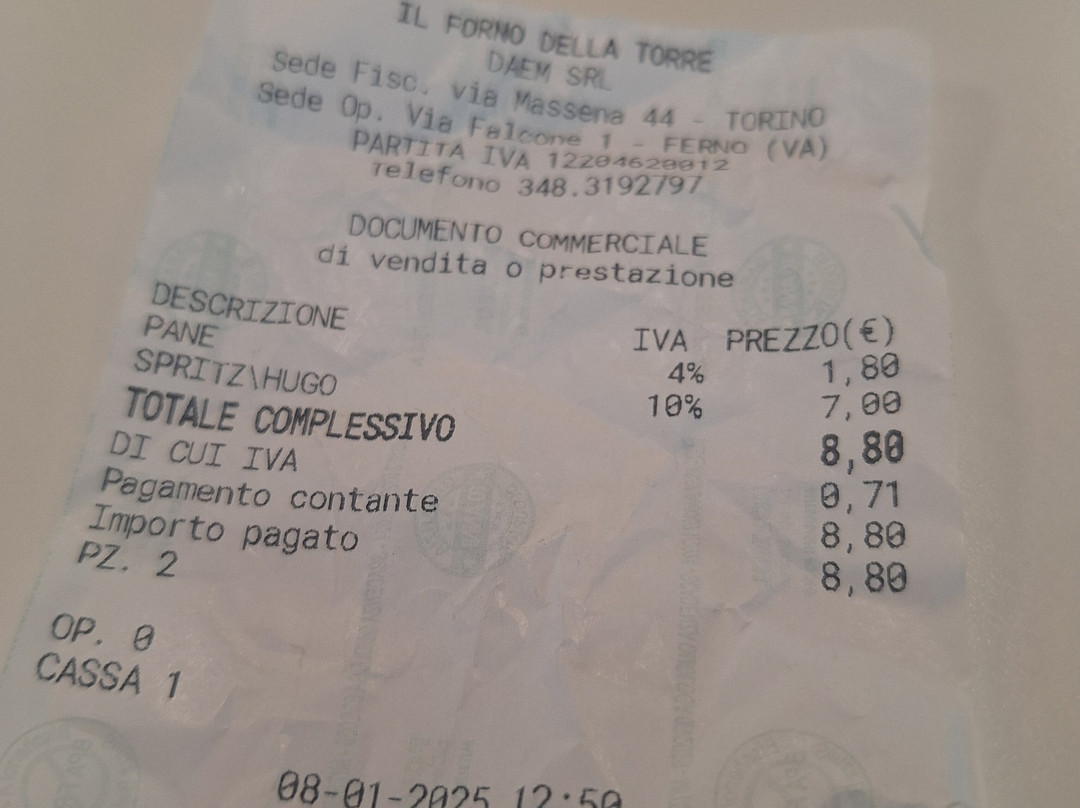 IL FORNO DELLA TORRE
DAEM SRL
Sede Fisc. via Massena 44 - TORINO
Sede Op. Via Falcone 1 - FERNO (VA)
PARTITA IVA 12204620012
Telefono 348.3192797
DOCUMENTO COMMERCIALE
di vendita o prestazione
DESCRIZIONE IVA PREZZO(€)
PANE 4% 1,80
SPRITZ\HUGO 10% 7,00
TOTALE COMPLESSIVO 8,80
DI CUI IVA 0,71
Pagamento contante 8,80
Importo pagato 8,80
PZ. 2
OP. 0
CASSA 1
08-01-2025 12:50